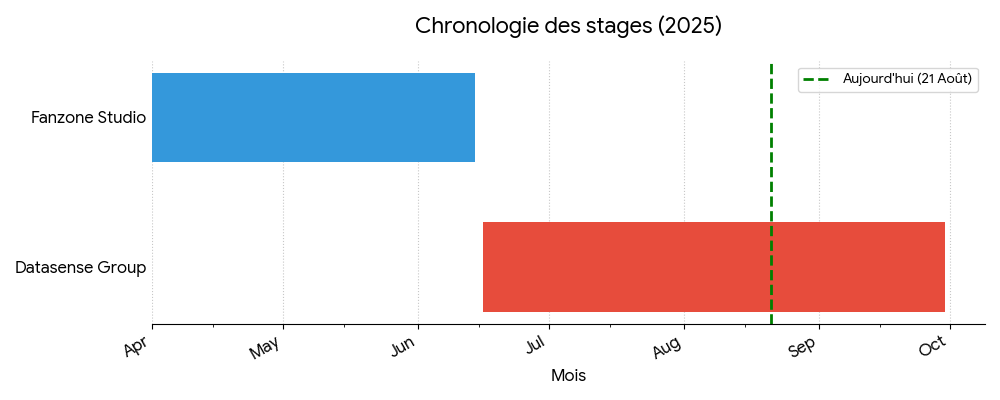 Chronologie des stages (2025)
Aujourd'hui (21 Août)
Fanzone Studio
Datasense Group
Apr
May
Jun
Jul
Aug
Sep
Oct
Mois